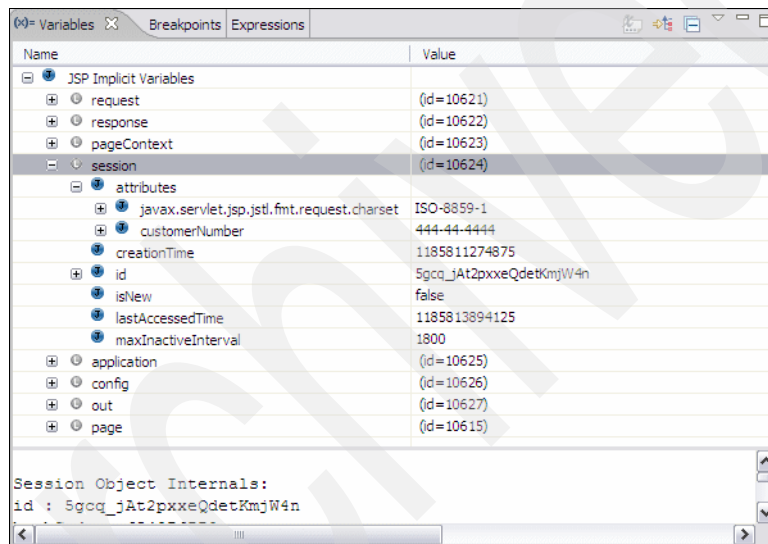 (x)= Variables Breakpoints Expressions
Name Value
JSP Implicit Variables
request (id=10621)
response (id=10622)
pageContext (id=10623)
session (id=10624)
attributes
javax.servlet.jsp.jstl.fmt.request.charset ISO-8859-1
customerNumber 444-44-4444
creationTime 1185811274875
id 5gcq_jAt2pxxeQdetKmjW4n
isNew false
lastAccessedTime 1185813894125
maxInactiveInterval 1800
application (id=10625)
config (id=10626)
out (id=10627)
page (id=10615)
Session Object Internals:
id : 5gcq_jAt2pxxeQdetKmjW4n